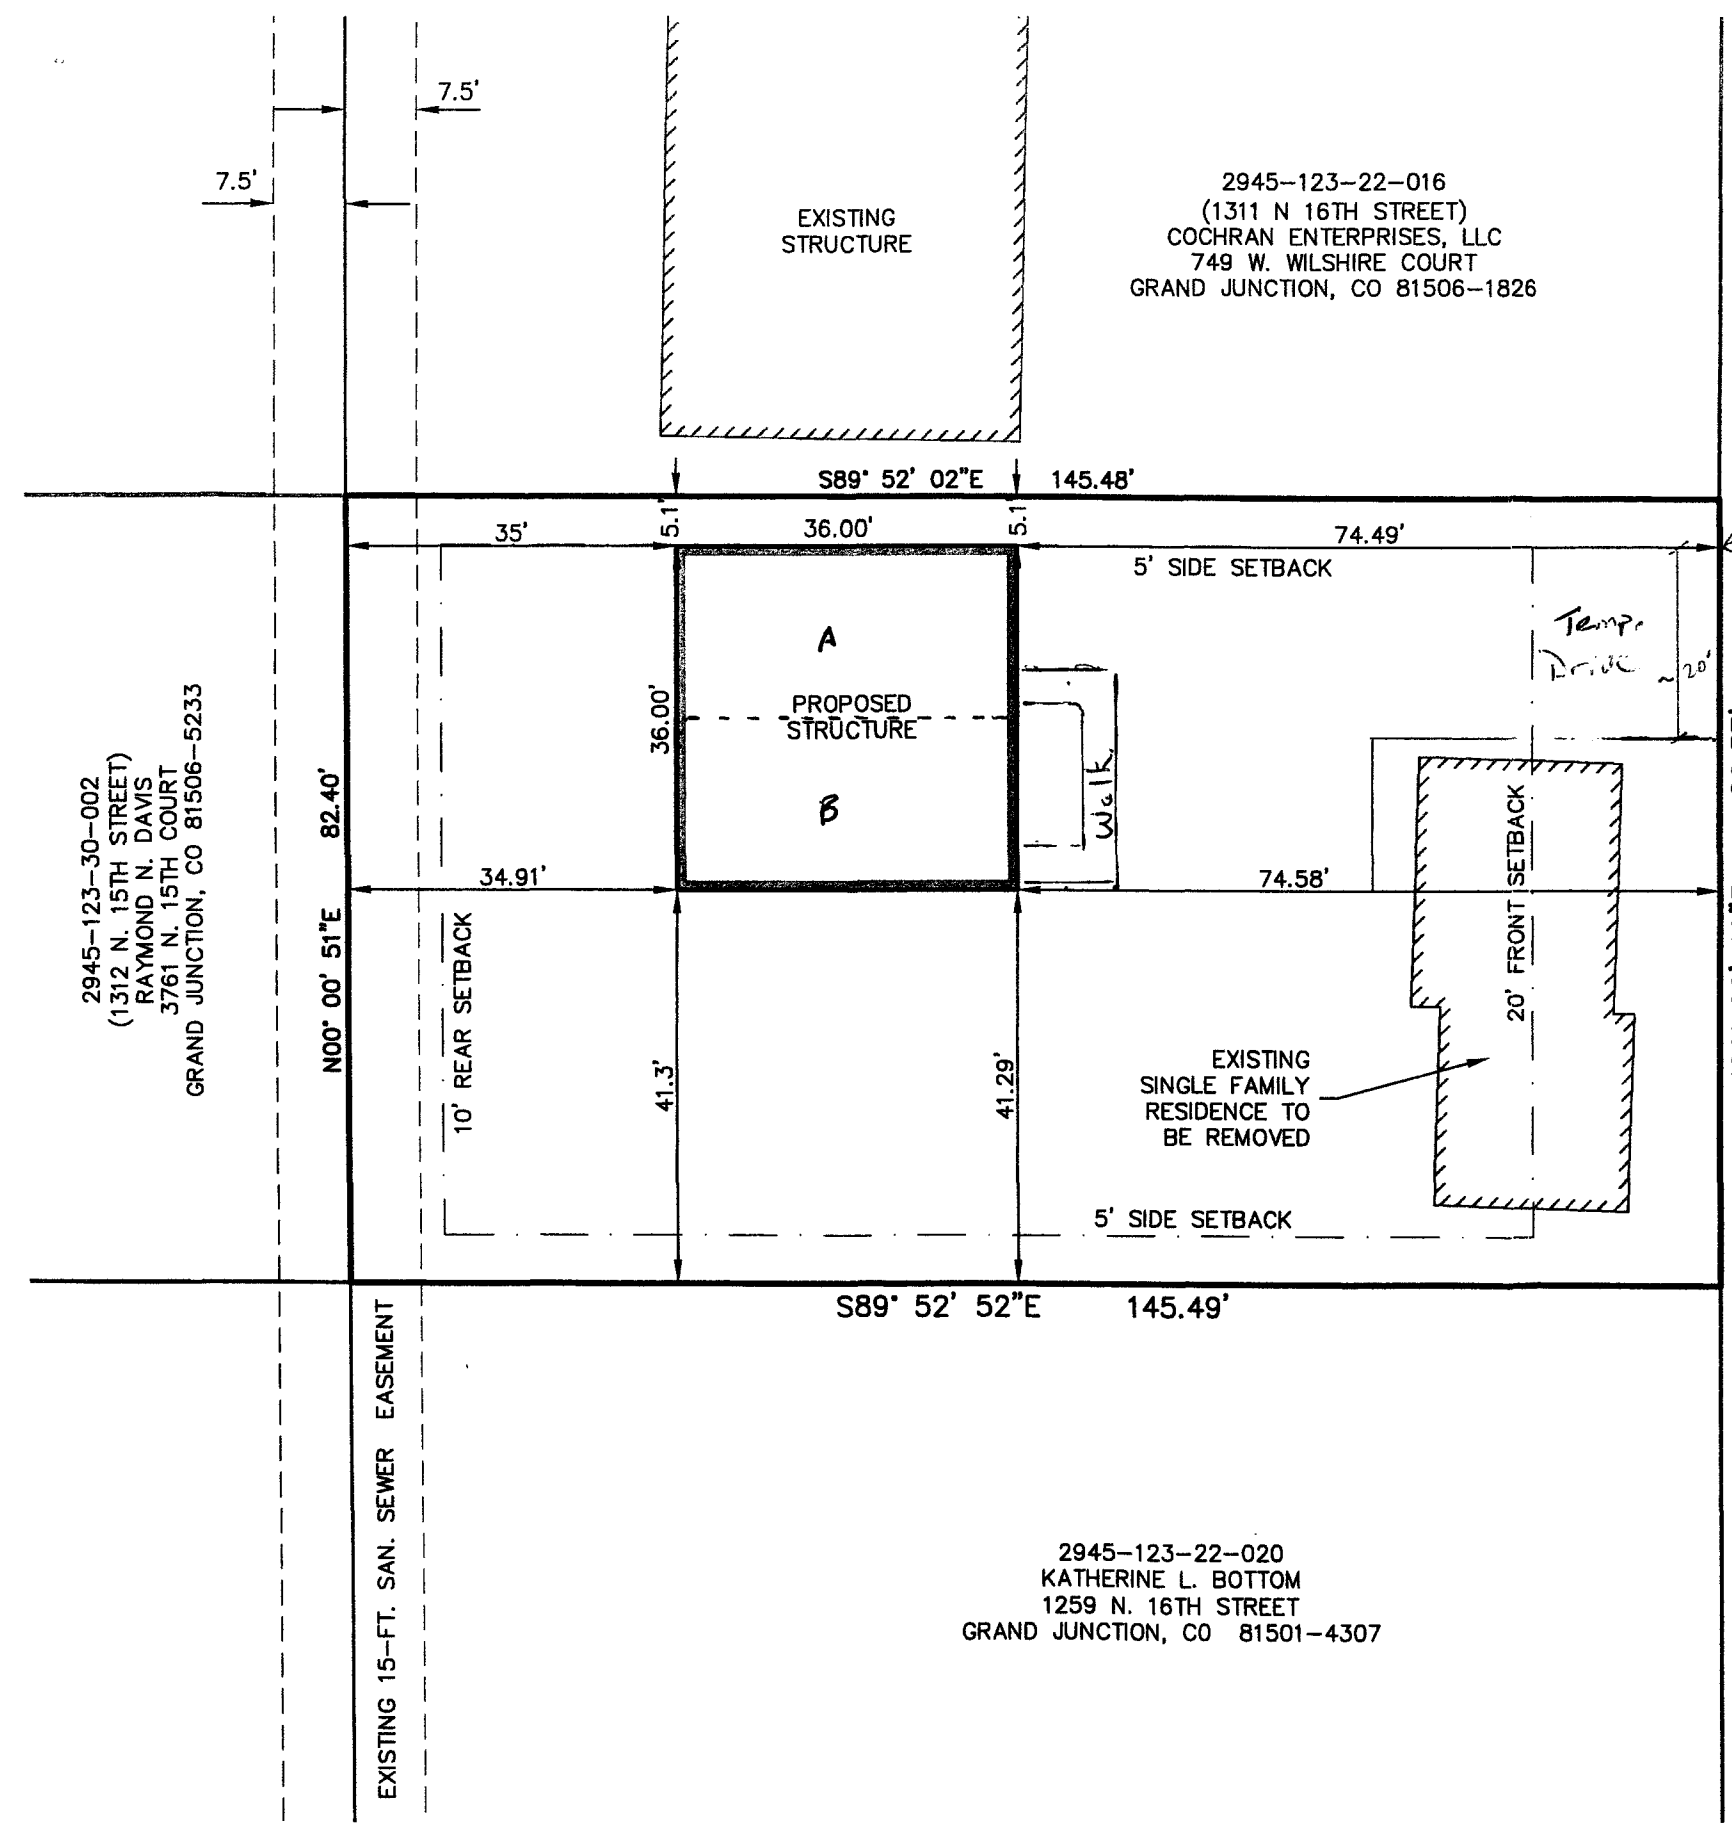 7.5'
7.5'
EXISTING
STRUCTURE
2945-123-22-016
(1311 N 16TH STREET)
COCHRAN ENTERPRISES, LLC
749 W. WILSHIRE COURT
GRAND JUNCTION, CO 81506-1826
S89° 52' 02"E 145.48'
35'
5.1'
36.00'
5.1'
74.49'
5' SIDE SETBACK
A
PROPOSED
STRUCTURE
B
36.00'
Walk
Temp.
Drive
~20'
2945-123-30-002
(1312 N. 15TH STREET)
RAYMOND N. DAVIS
3761 N. 15TH COURT
GRAND JUNCTION, CO 81506-5233
N00° 00' 51"E 82.40'
34.91'
74.58'
10' REAR SETBACK
41.3'
41.29'
20' FRONT SETBACK
EXISTING
SINGLE FAMILY
RESIDENCE TO
BE REMOVED
5' SIDE SETBACK
S89° 52' 52"E 145.49'
EXISTING 15-FT. SAN. SEWER EASEMENT
2945-123-22-020
KATHERINE L. BOTTOM
1259 N. 16TH STREET
GRAND JUNCTION, CO 81501-4307